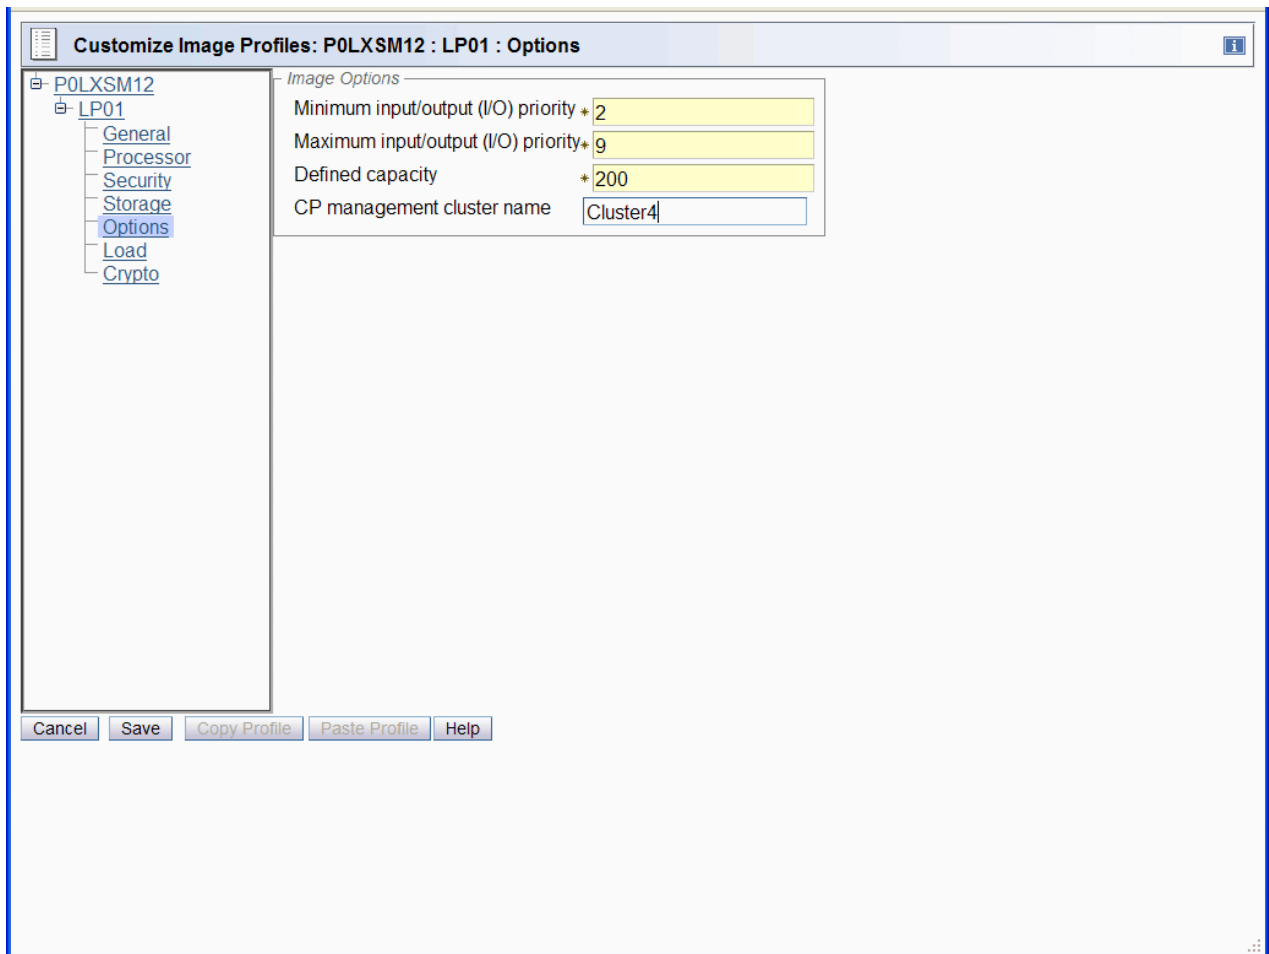 Customize Image Profiles: P0LXSM12 : LP01 : Options
i
P0LXSM12
LP01
General
Processor
Security
Storage
Options
Load
Crypto
Image Options
Minimum input/output (I/O) priority * 2
Maximum input/output (I/O) priority * 9
Defined capacity * 200
CP management cluster name Cluster4
Cancel Save Copy Profile Paste Profile Help